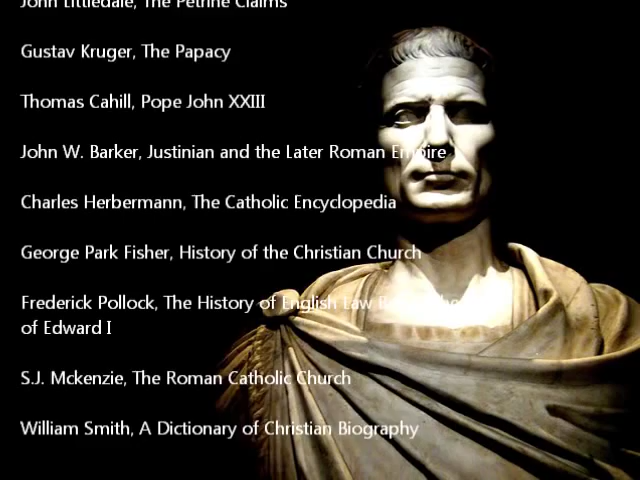 John Littledale, The Petrine Claims
Gustav Kruger, The Papacy
Thomas Cahill, Pope John XXIII
John W. Barker, Justinian and the Later Roman Empire
Charles Herbermann, The Catholic Encyclopedia
George Park Fisher, History of the Christian Church
Frederick Pollock, The History of English Law
of Edward I
S.J. Mckenzie, The Roman Catholic Church
William Smith, A Dictionary of Christian Biography